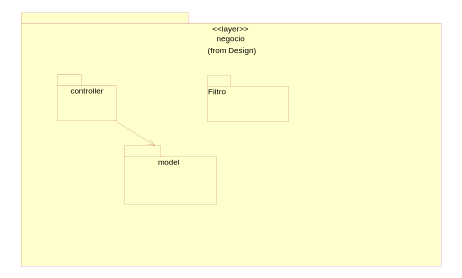 <<layer>>
negocio
(from Design)
controller
Filtro
model